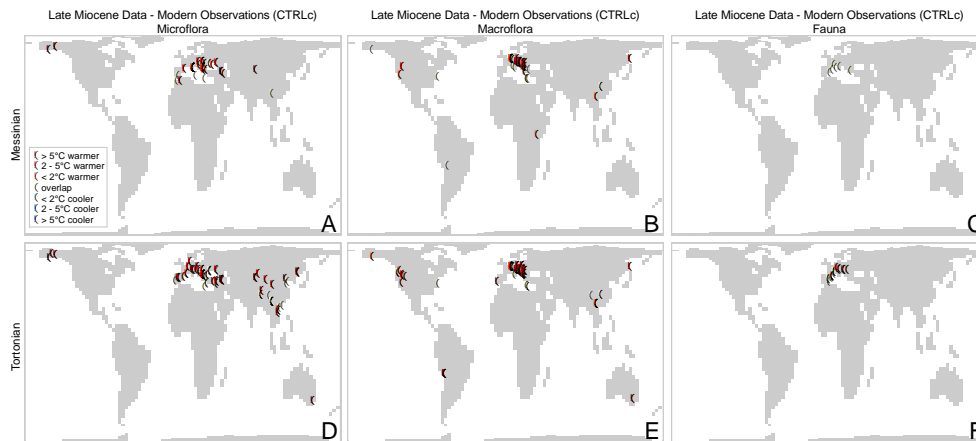 Late Miocene Data - Modern Observations (CTRLc)
Microflora
Late Miocene Data - Modern Observations (CTRLc)
Macroflora
Late Miocene Data - Modern Observations (CTRLc)
Fauna
Messinian
> 5°C warmer
2 - 5°C warmer
< 2°C warmer
overlap
< 2°C cooler
2 - 5°C cooler
> 5°C cooler
A
B
C
Tortonian
D
E
F